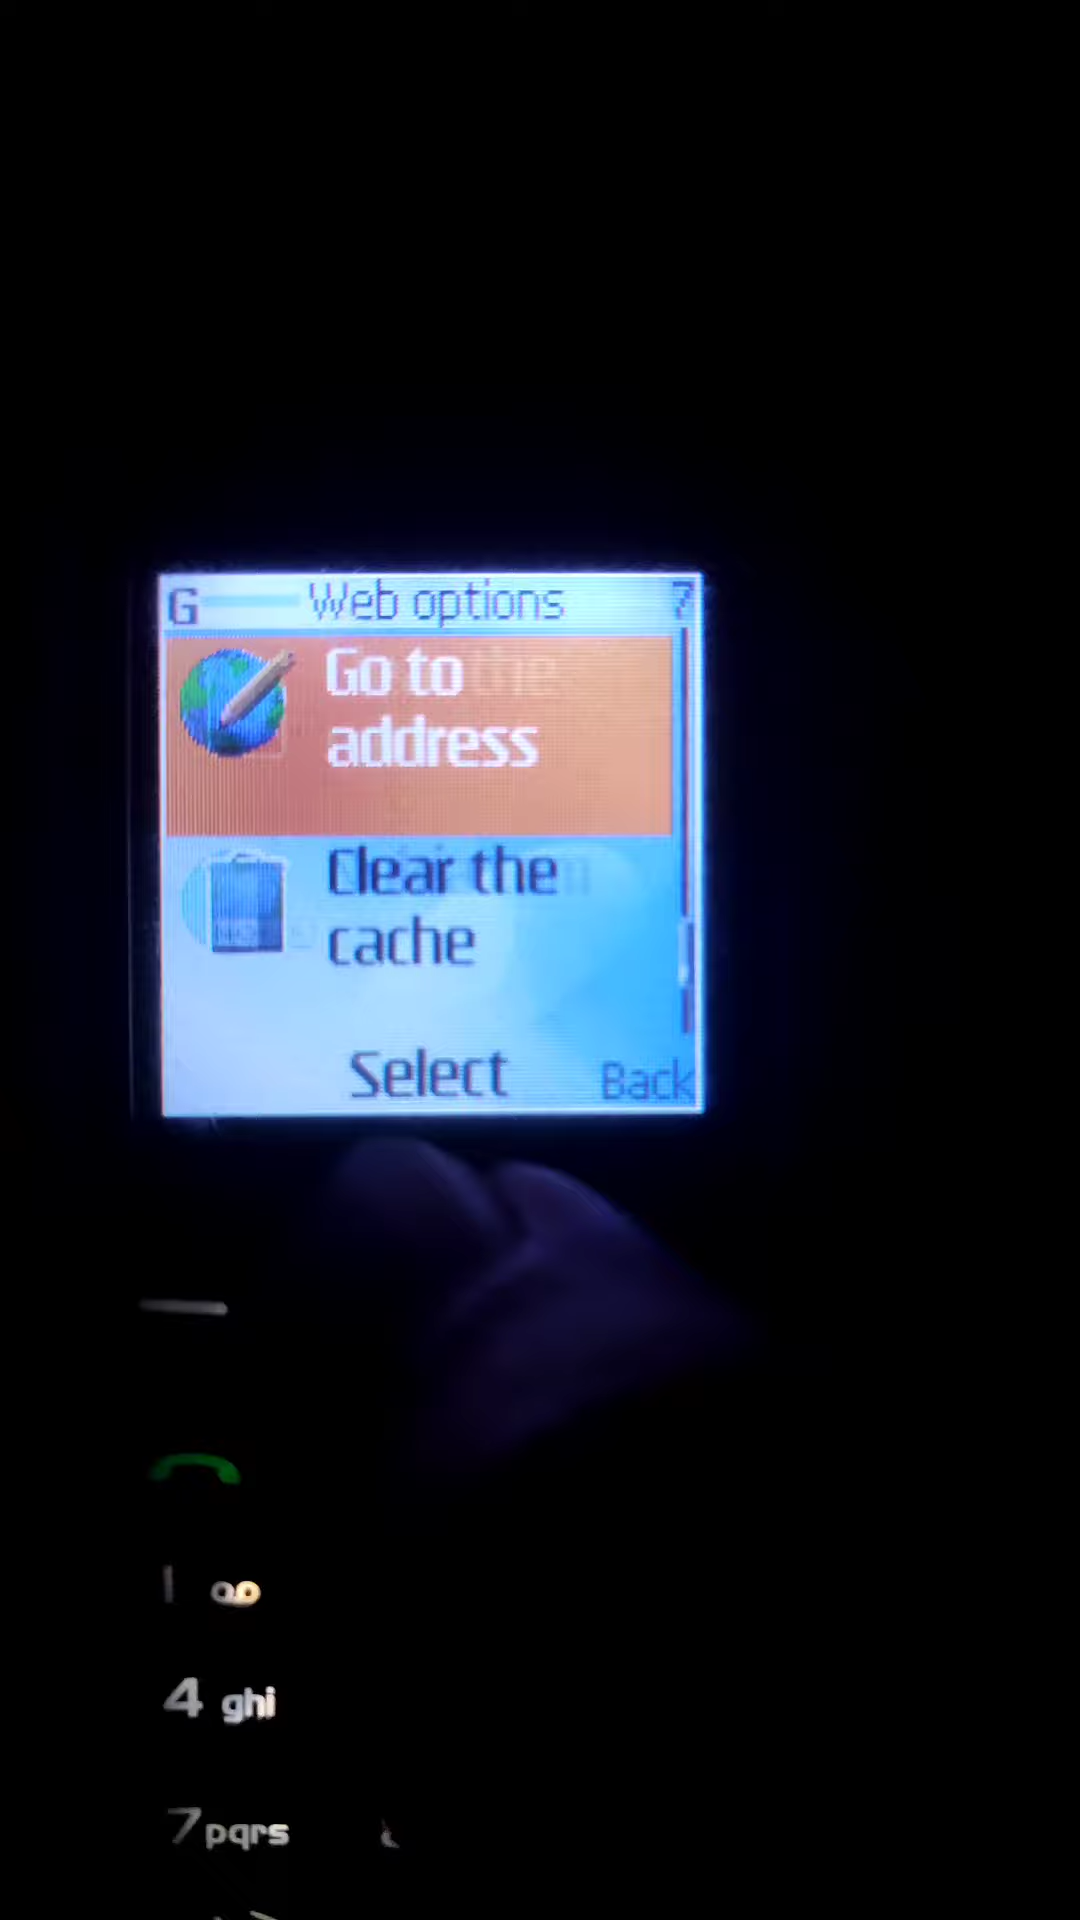 G Web options 7
Go to
address
Clear the
cache
Select Back
1
4 ghi
7pqrs